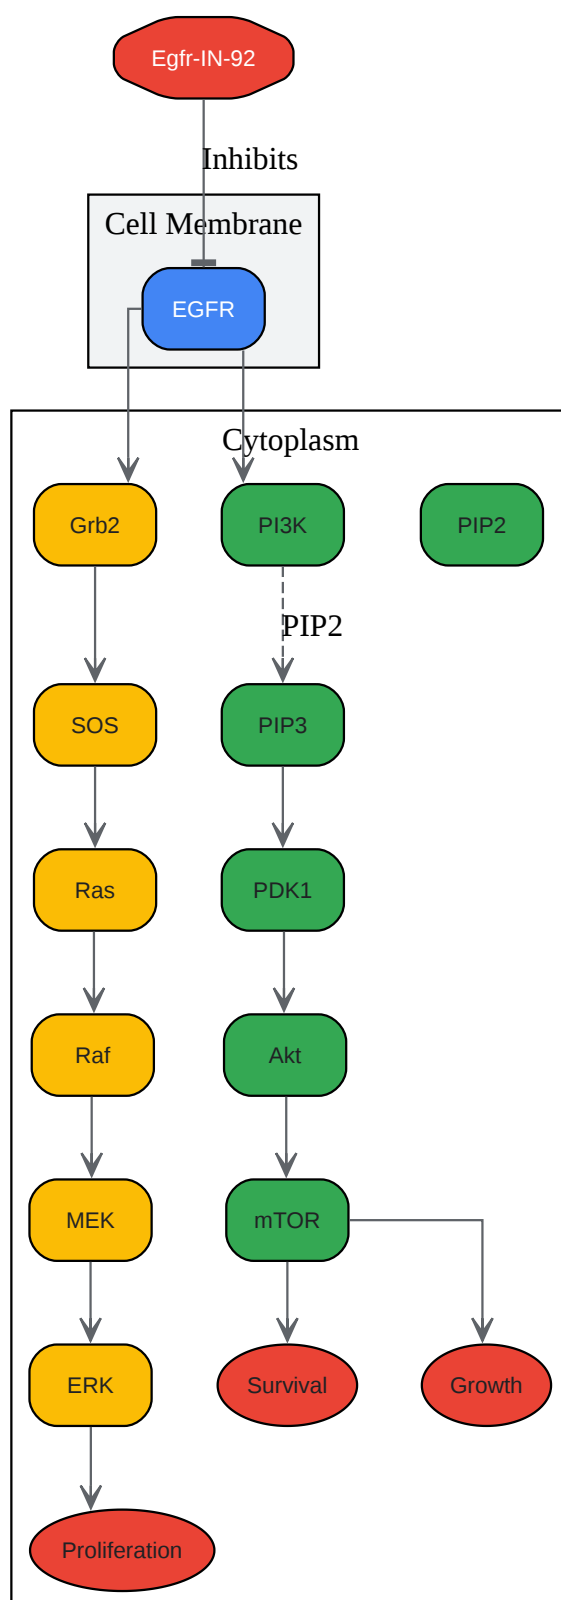 Egfr-IN-92
Inhibits
Cell Membrane
EGFR
Cytoplasm
Grb2
PI3K
PIP2
PIP2
SOS
PIP3
Ras
PDK1
Raf
Akt
MEK
mTOR
ERK
Survival
Growth
Proliferation